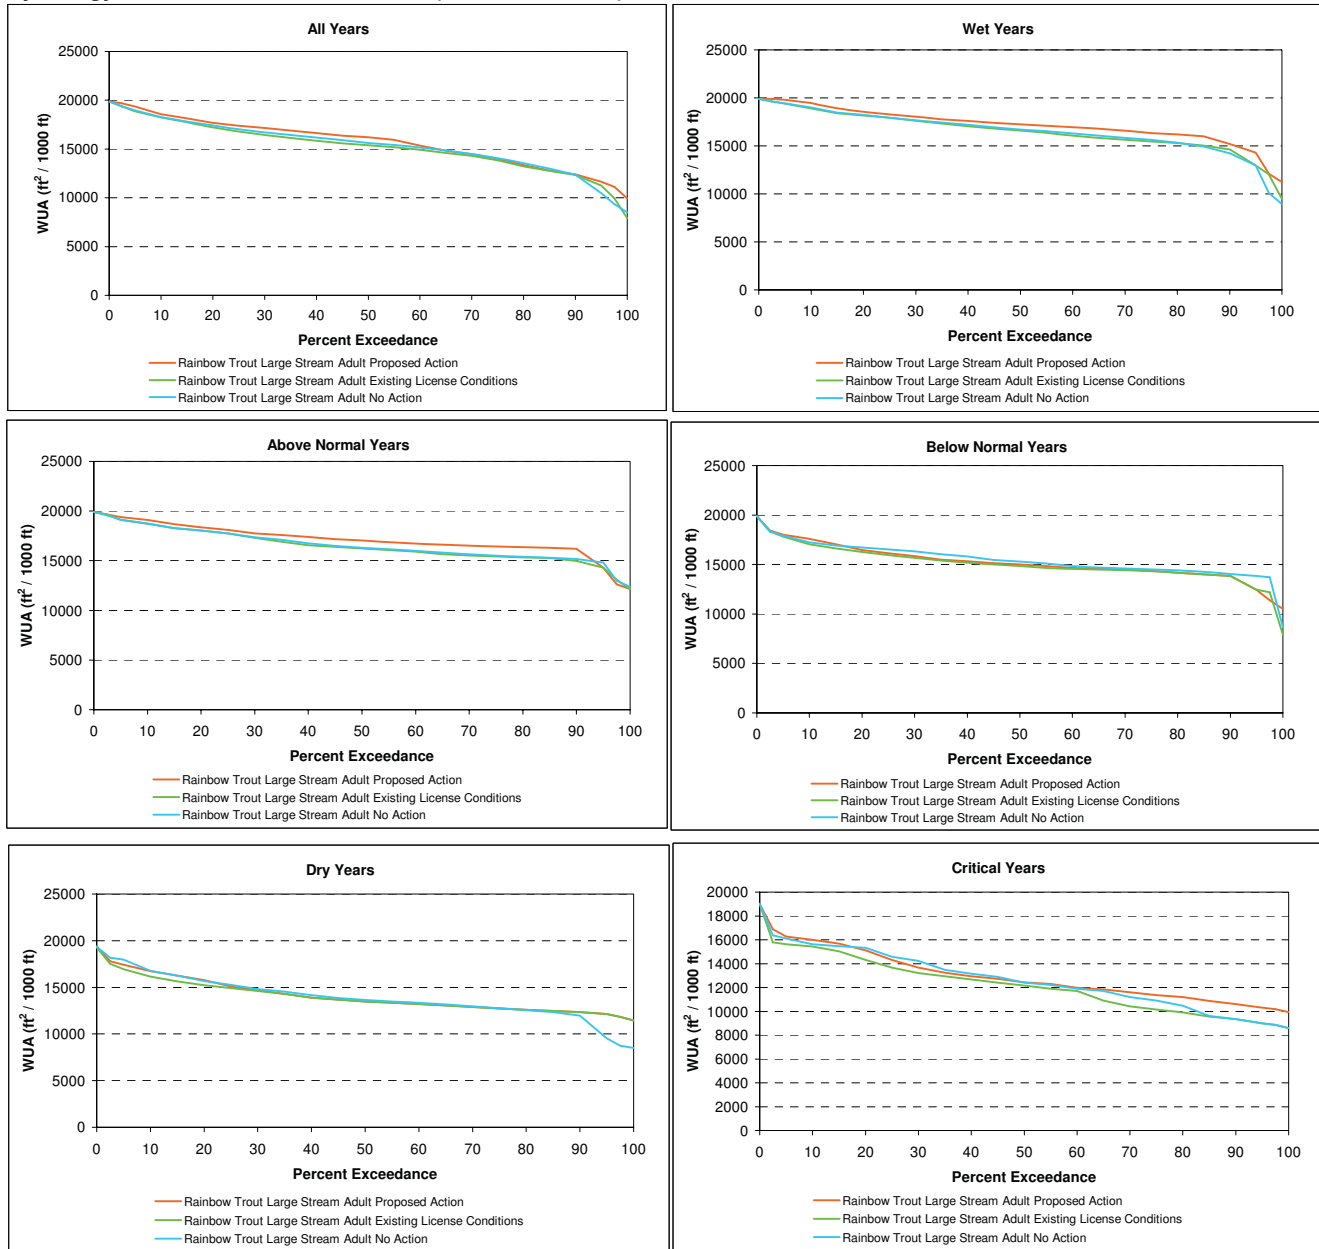 All Years
25000
20000
15000
10000
5000
0
WUA (ft² / 1000 ft)
0 10 20 30 40 50 60 70 80 90 100
Percent Exceedance
Rainbow Trout Large Stream Adult Proposed Action
Rainbow Trout Large Stream Adult Existing License Conditions
Rainbow Trout Large Stream Adult No Action
Wet Years
25000
20000
15000
10000
5000
0
WUA (ft² / 1000 ft)
0 10 20 30 40 50 60 70 80 90 100
Percent Exceedance
Rainbow Trout Large Stream Adult Proposed Action
Rainbow Trout Large Stream Adult Existing License Conditions
Rainbow Trout Large Stream Adult No Action
Above Normal Years
25000
20000
15000
10000
5000
0
WUA (ft² / 1000 ft)
0 10 20 30 40 50 60 70 80 90 100
Percent Exceedance
Rainbow Trout Large Stream Adult Proposed Action
Rainbow Trout Large Stream Adult Existing License Conditions
Rainbow Trout Large Stream Adult No Action
Below Normal Years
25000
20000
15000
10000
5000
0
WUA (ft² / 1000 ft)
0 10 20 30 40 50 60 70 80 90 100
Percent Exceedance
Rainbow Trout Large Stream Adult Proposed Action
Rainbow Trout Large Stream Adult Existing License Conditions
Rainbow Trout Large Stream Adult No Action
Dry Years
25000
20000
15000
10000
5000
0
WUA (ft² / 1000 ft)
0 10 20 30 40 50 60 70 80 90 100
Percent Exceedance
Rainbow Trout Large Stream Adult Proposed Action
Rainbow Trout Large Stream Adult Existing License Conditions
Rainbow Trout Large Stream Adult No Action
Critical Years
20000
18000
16000
14000
12000
10000
8000
6000
4000
2000
0
WUA (ft² / 1000 ft)
0 10 20 30 40 50 60 70 80 90 100
Percent Exceedance
Rainbow Trout Large Stream Adult Proposed Action
Rainbow Trout Large Stream Adult Existing License Conditions
Rainbow Trout Large Stream Adult No Action